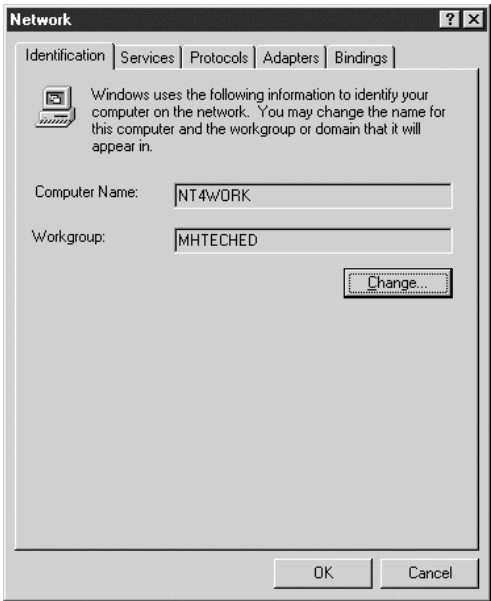 Network
Identification Services Protocols Adapters Bindings
Windows uses the following information to identify your
computer on the network. You may change the name for
this computer and the workgroup or domain that it will
appear in.
Computer Name: NT4WORK
Workgroup: MHTECHED
Change...
OK Cancel